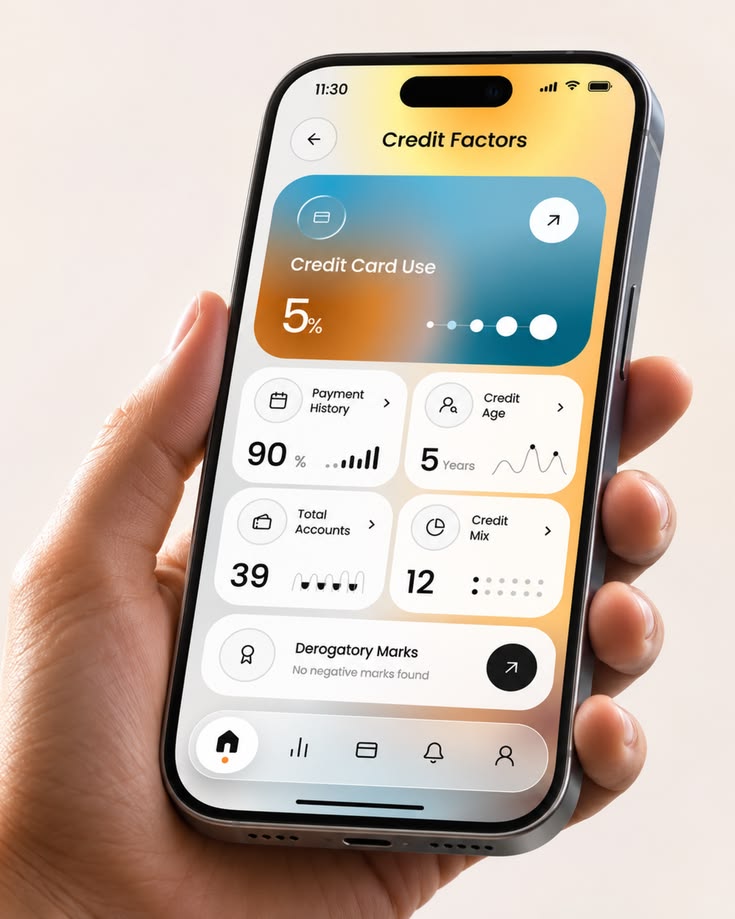 11:30
Credit Factors
Credit Card Use
5%
Payment
History
90 %
Credit
Age
5 Years
Total
Accounts
39
Credit
Mix
12
Derogatory Marks
No negative marks found